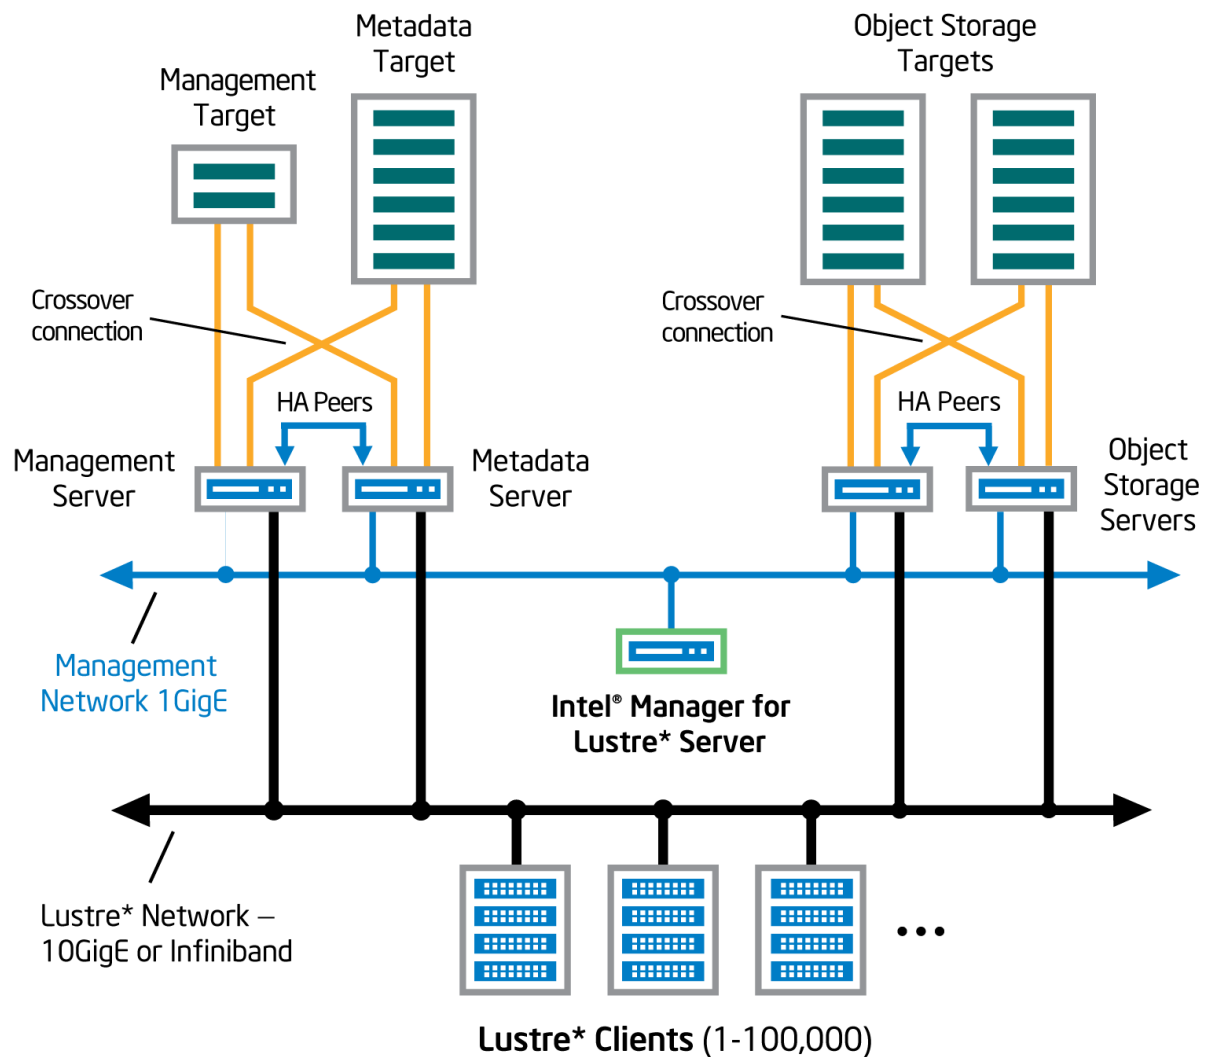 Metadata
Target
Object Storage
Targets
Management
Target
Crossover
connection
Crossover
connection
HA Peers
HA Peers
Management
Server
Metadata
Server
Object
Storage
Servers
Management
Network 1GigE
Intel® Manager for
Lustre* Server
Lustre* Network –
10GigE or Infiniband
...
Lustre* Clients (1-100,000)